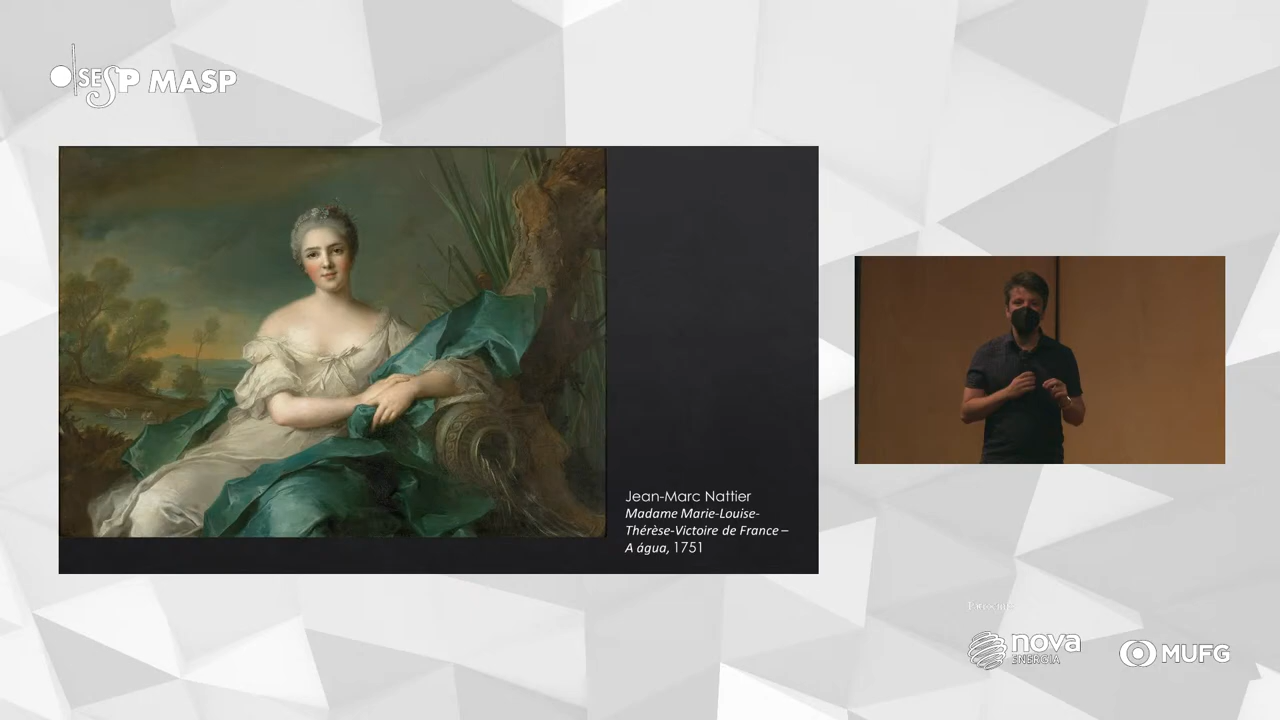 OSESP MASP
Jean-Marc Nattier
Madame Marie-Louise-
Thérèse-Victoire de France –
A água, 1751
nova
ENERGIA
MUFG